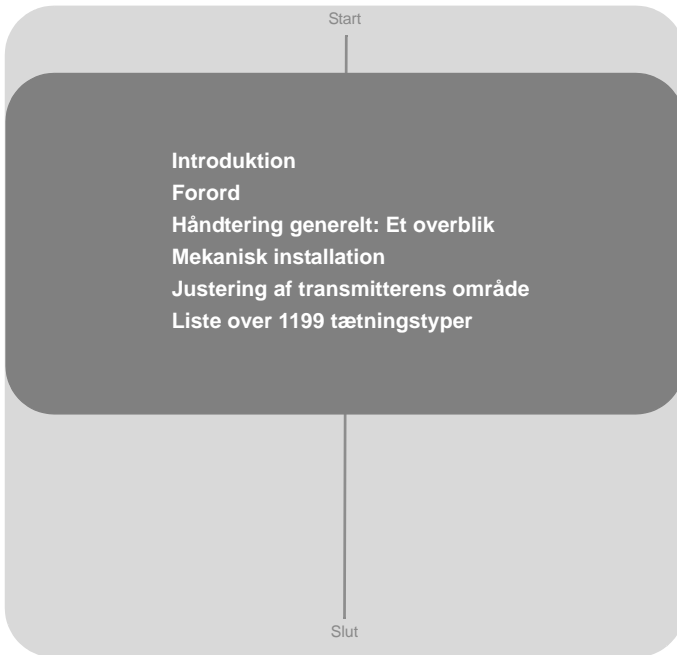 Start
Introduktion
Forord
Håndtering generelt: Et overblik
Mekanisk installation
Justering af transmitterens område
Liste over 1199 tætningstyper
Slut